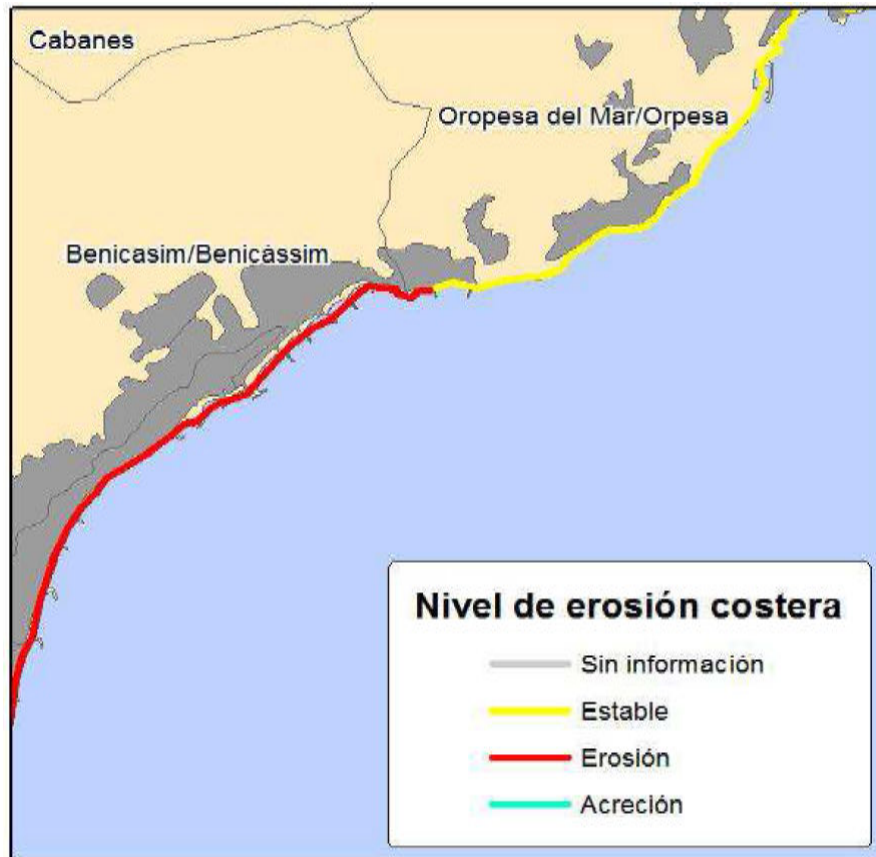 Cabanes
Oropesa del Mar/Orpesa
Benicasim/Benicàssim
Nivel de erosión costera
Sin información
Estable
Erosión
Acreción